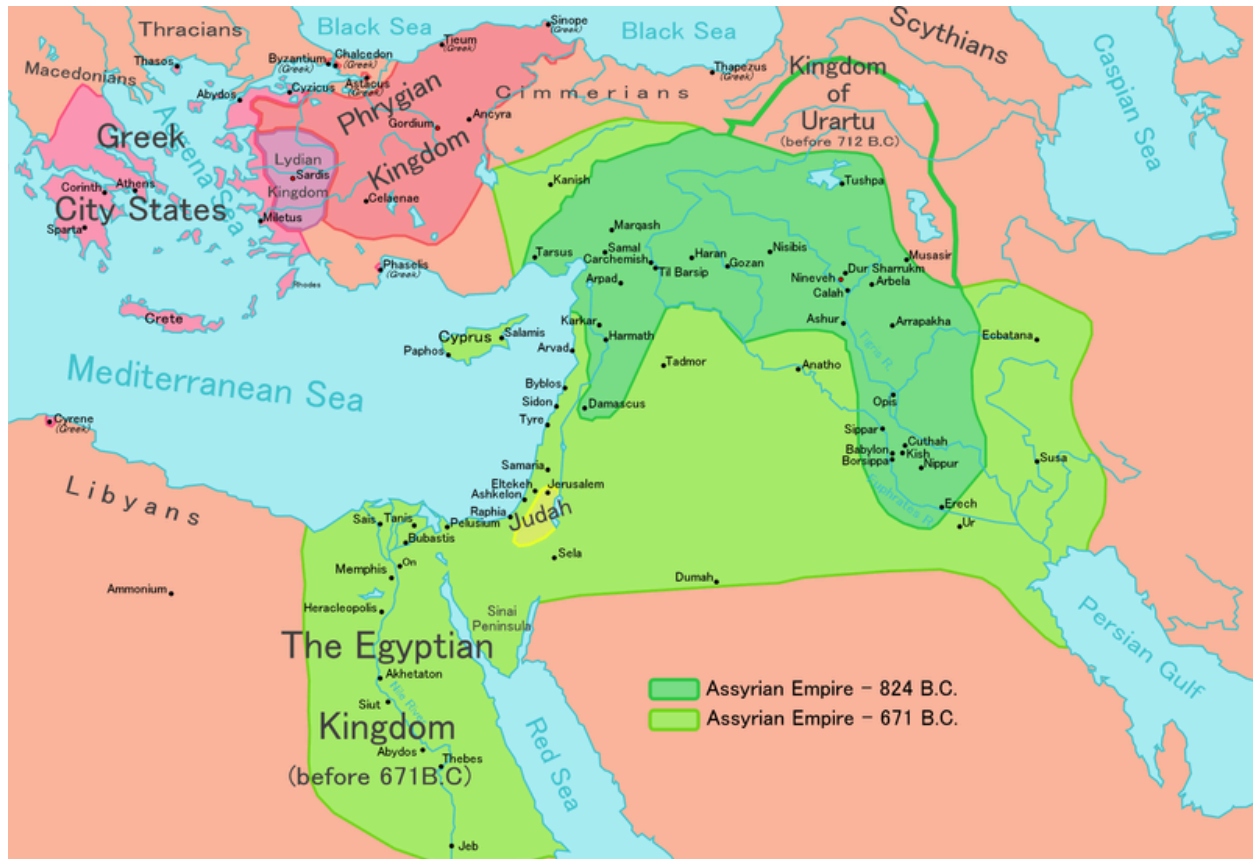 Black Sea
Black Sea
Sinope
(Greek)
Tieum
(Greek)
Thracians
Scythians
Caspian Sea
Byzantium
(Greek)
Chalcedon
(Greek)
Thasos
Macedonians
Astacus
(Greek)
Cyzicus
Abydos
Thapezus
(Greek)
Kingdom
of
Urartu
(before 712 B.C)
Cimmerians
Phrygian
Kingdom
Gordium
Ancyra
Greek
City States
Corinth
Athens
Sparta
Lydian
Kingdom
Sardis
Celaenae
Miletus
Kanish
Tushpa
Marqash
Samal
Carchemish
Til Barsip
Haran
Gozan
Nisibis
Tarsus
Arpad
Nineveh
Dur Sharrukm
Calah
Arbela
Musasir
Phaselis
(Greek)
Rhodes
Crete
Karkar
Harmath
Ashur
Arrapakha
Ecbatana
Cyprus
Salamis
Paphos
Arvad
Tadmor
Anatho
Tigris R.
Mediterranean Sea
Byblos
Sidon
Tyre
Damascus
Opis
Sippar
Cuthah
Babylon
Kish
Borsippa
Nippur
Susa
Cyrene
(Greek)
Samaria
Eltekeh
Jerusalem
Ashkelon
Raphia
Judah
Euphrates R.
Erech
Ur
Libyans
Sais
Tanis
Pelusium
Bubastis
On
Memphis
Sela
Dumah
Ammonium
Heracleopolis
Sinai
Peninsula
Persian Gulf
The Egyptian
Kingdom
(before 671B.C)
Akhetaton
Siut
Nile River
Abydos
Thebes
Jeb
Red Sea
Assyrian Empire - 824 B.C.
Assyrian Empire - 671 B.C.